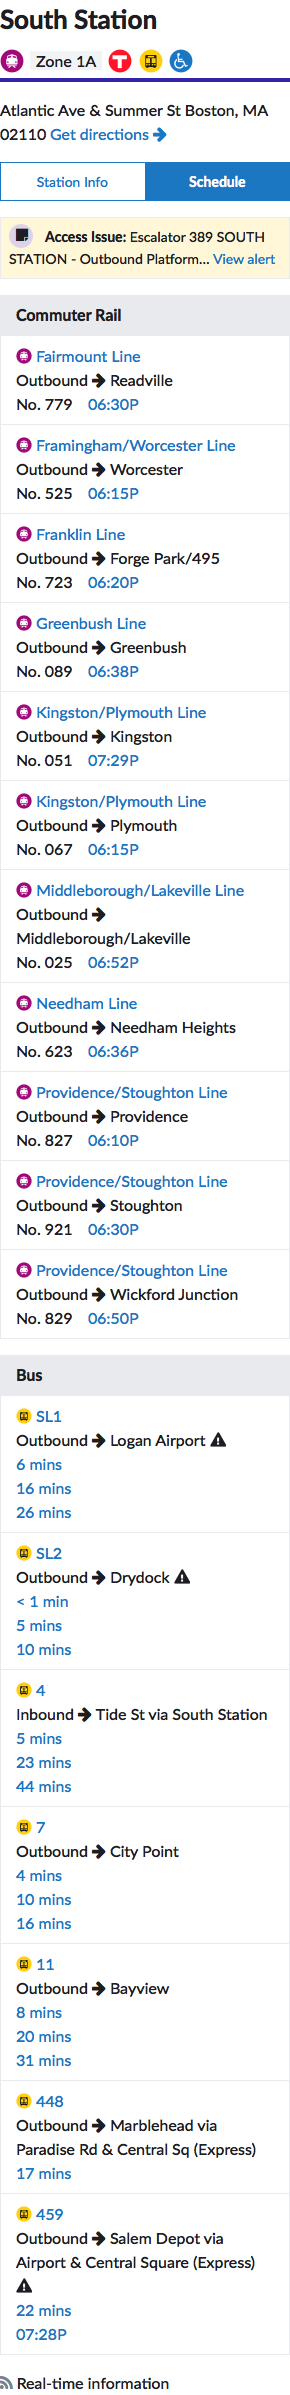 South Station
Zone 1A
Atlantic Ave & Summer St Boston, MA
02110 Get directions
Station Info
Schedule
Access Issue: Escalator 389 SOUTH
STATION - Outbound Platform... View alert
Commuter Rail
Fairmount Line
Outbound → Readville
No. 779 06:30P
Framingham/Worcester Line
Outbound → Worcester
No. 525 06:15P
Franklin Line
Outbound → Forge Park/495
No. 723 06:20P
Greenbush Line
Outbound → Greenbush
No. 089 06:38P
Kingston/Plymouth Line
Outbound → Kingston
No. 051 07:29P
Kingston/Plymouth Line
Outbound → Plymouth
No. 067 06:15P
Middleborough/Lakeville Line
Outbound →
Middleborough/Lakeville
No. 025 06:52P
Needham Line
Outbound → Needham Heights
No. 623 06:36P
Providence/Stoughton Line
Outbound → Providence
No. 827 06:10P
Providence/Stoughton Line
Outbound → Stoughton
No. 921 06:30P
Providence/Stoughton Line
Outbound → Wickford Junction
No. 829 06:50P
Bus
SL1
Outbound → Logan Airport
6 mins
16 mins
26 mins
SL2
Outbound → Drydock
< 1 min
5 mins
10 mins
4
Inbound → Tide St via South Station
5 mins
23 mins
44 mins
7
Outbound → City Point
4 mins
10 mins
16 mins
11
Outbound → Bayview
8 mins
20 mins
31 mins
448
Outbound → Marblehead via
Paradise Rd & Central Sq (Express)
17 mins
459
Outbound → Salem Depot via
Airport & Central Square (Express)
22 mins
07:28P
Real-time information